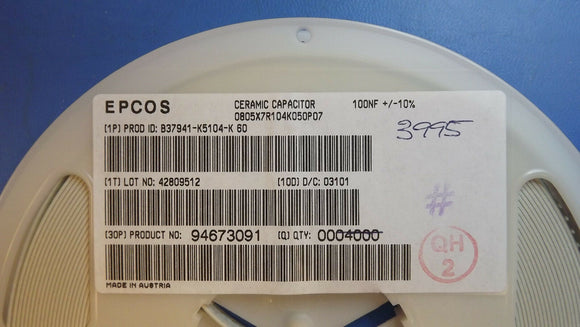 EPCOS CERAMIC CAPACITOR 100NF +/-10%
0805X7R104K050P07
[1P] PROD ID: B37941-K5104-K 60
3995
[1T] LOT NO: 42809512 [10D] D/C: 03101
#
[30P] PRODUCT NO: 94673091 [Q] QTY: 0004000
QH
2
MADE IN AUSTRIA